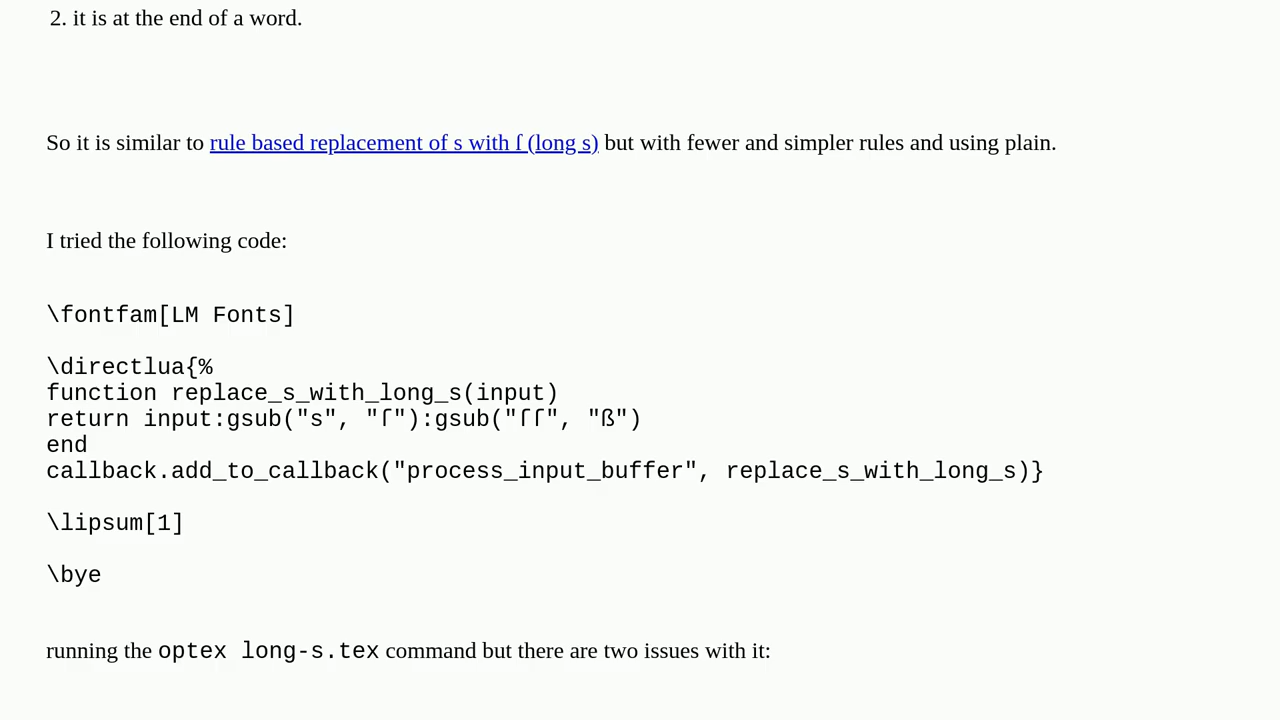 2. it is at the end of a word.
So it is similar to rule based replacement of s with ſ (long s) but with fewer and simpler rules and using plain.
I tried the following code:
\fontfam[LM Fonts]
\directlua{%
function replace_s_with_long_s(input)
return input:gsub("s", "ſ"):gsub("ſſ", "ß")
end
callback.add_to_callback("process_input_buffer", replace_s_with_long_s)}
\lipsum[1]
\bye
running the optex long-s.tex command but there are two issues with it: